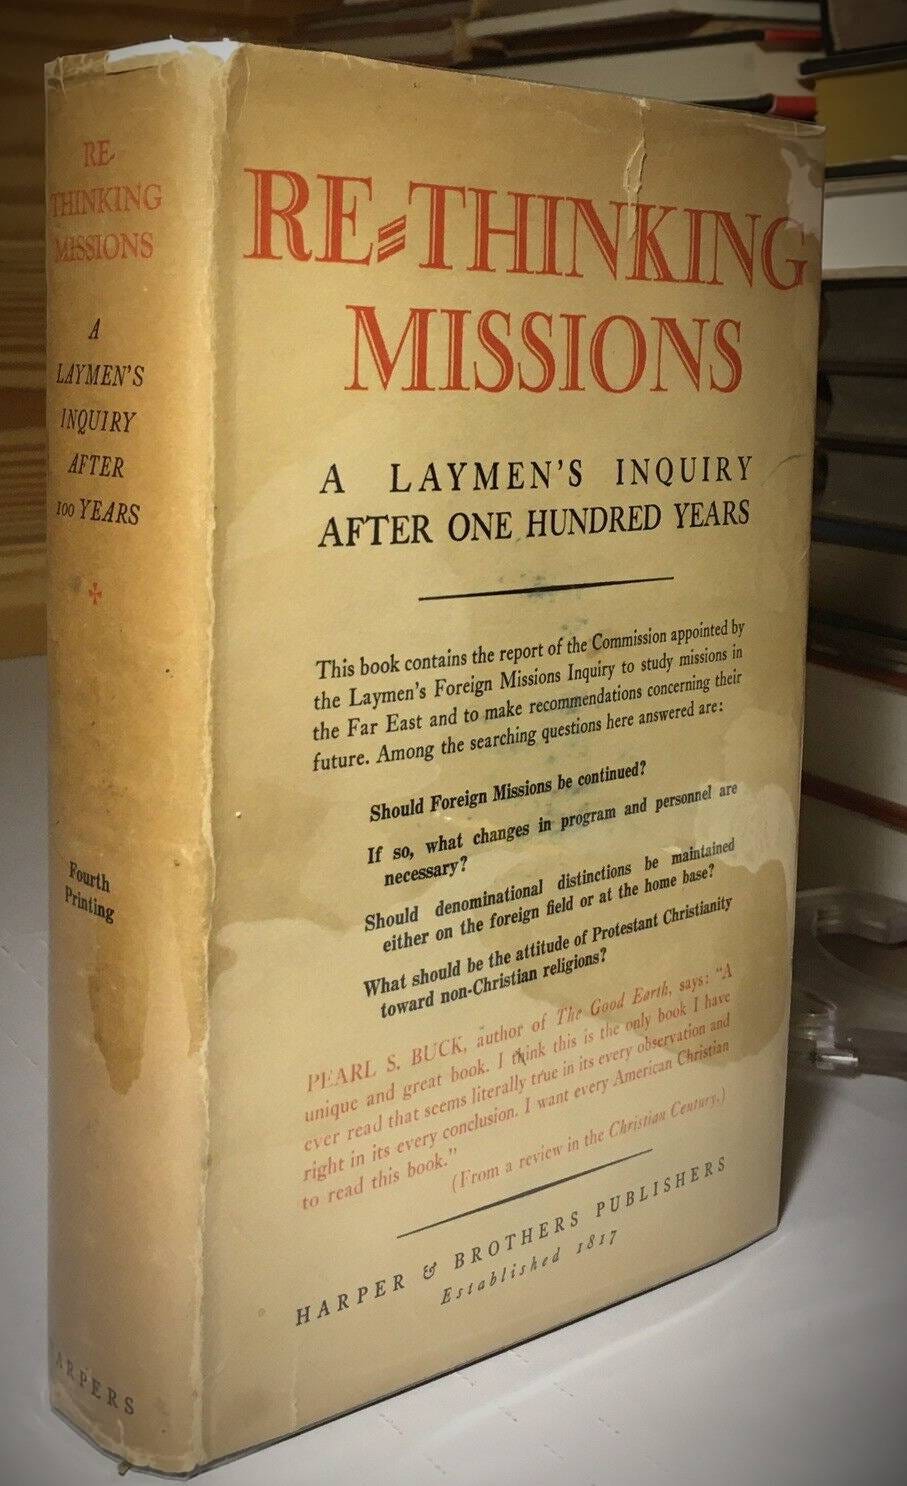 RE-
THINKING
MISSIONS
A
LAYMEN'S
INQUIRY
AFTER
100 YEARS
Fourth
Printing
ARPERS
RE-THINKING
MISSIONS
A LAYMEN'S INQUIRY
AFTER ONE HUNDRED YEARS
This book contains the report of the Commission appointed by
the Laymen's Foreign Missions Inquiry to study missions in
the Far East and to make recommendations concerning their
future. Among the searching questions here answered are:
Should Foreign Missions be continued?
If so, what changes in program and personnel are
necessary?
Should denominational distinctions be maintained
either on the foreign field or at the home base?
What should be the attitude of Protestant Christianity
toward non-Christian religions?
PEARL S. BUCK, author of The Good Earth, says: "A
unique and great book. I think this is the only book I have
ever read that seems literally true in its every observation and
right in its every conclusion. I want every American Christian
to read this book."
(From a review in the Christian Century.)
HARPER & BROTHERS PUBLISHERS
Established 1817